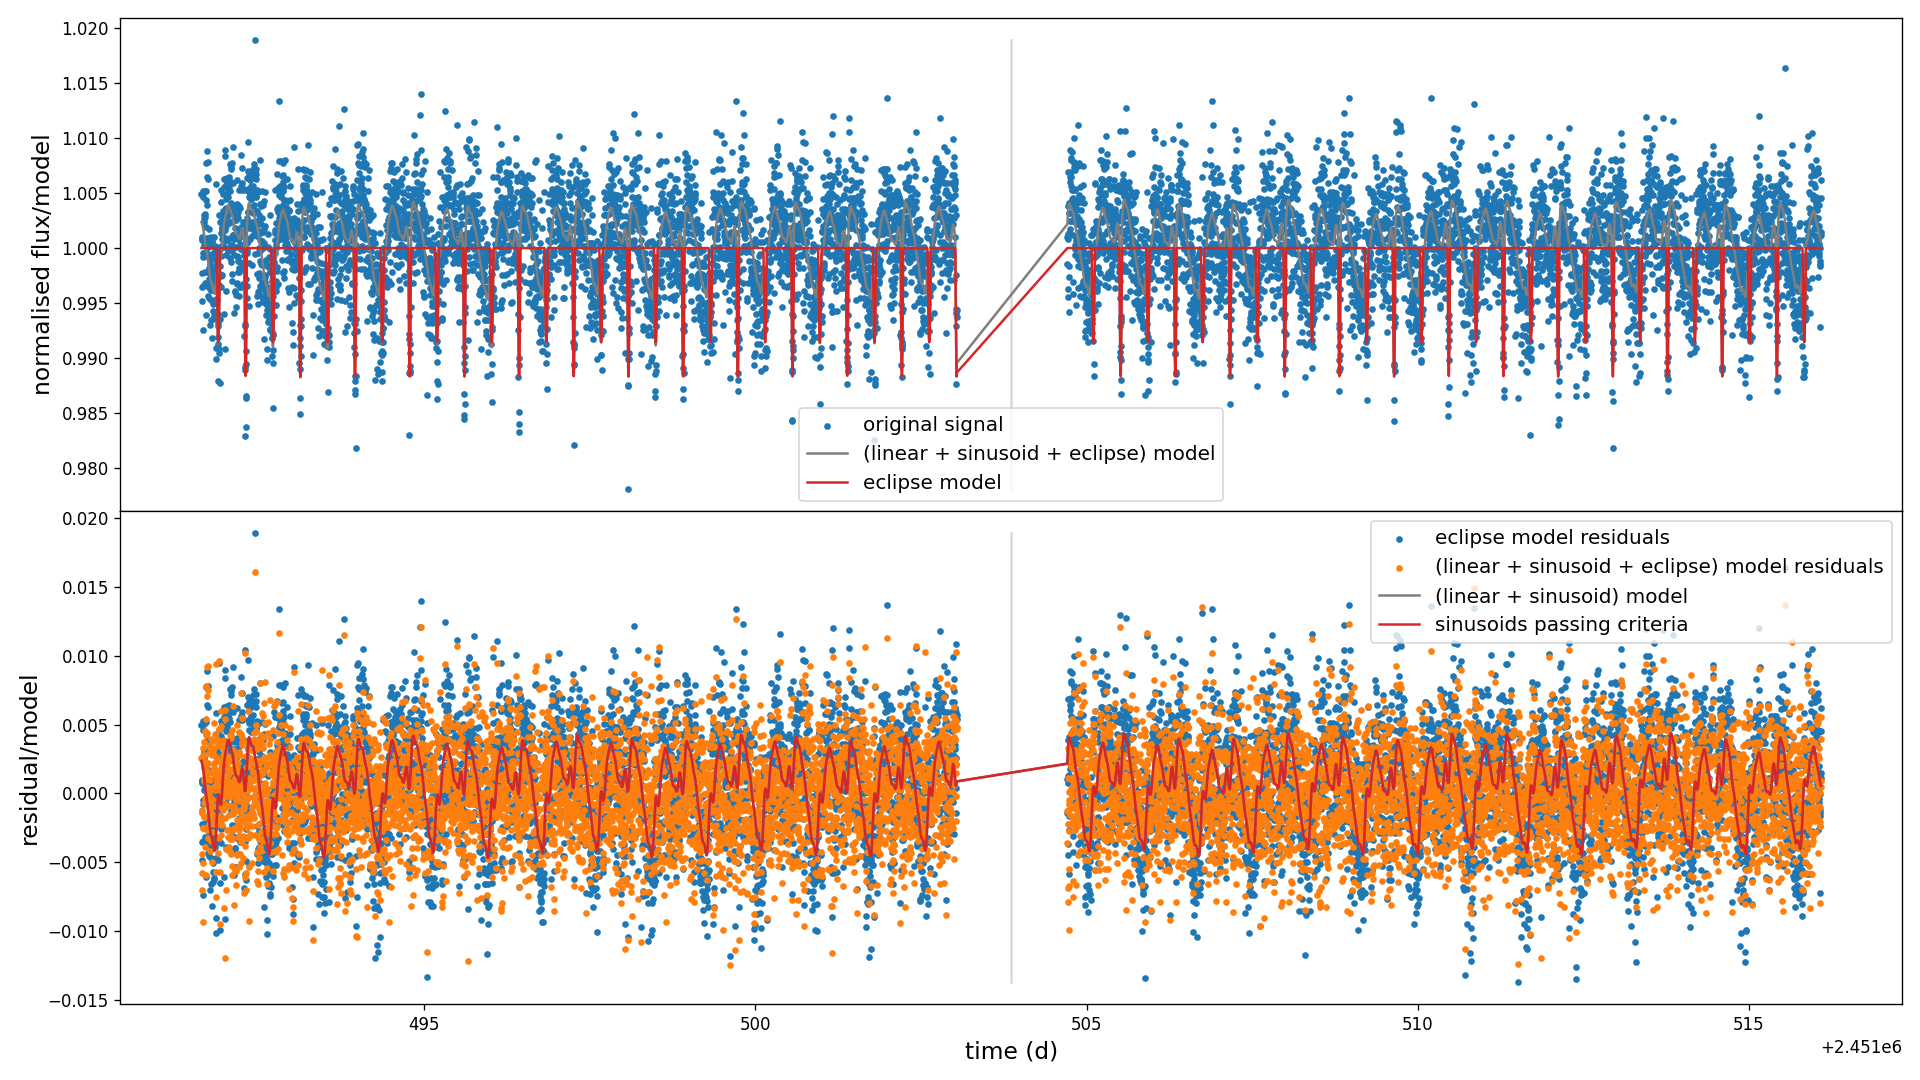 normalised flux/model
1.020
1.015
1.010
1.005
1.000
0.995
0.990
0.985
0.980
original signal
(linear + sinusoid + eclipse) model
eclipse model
residual/model
0.020
0.015
0.010
0.005
0.000
−0.005
−0.010
−0.015
eclipse model residuals
(linear + sinusoid + eclipse) model residuals
(linear + sinusoid) model
sinusoids passing criteria
495
500
505
510
515
time (d)
+2.451e6